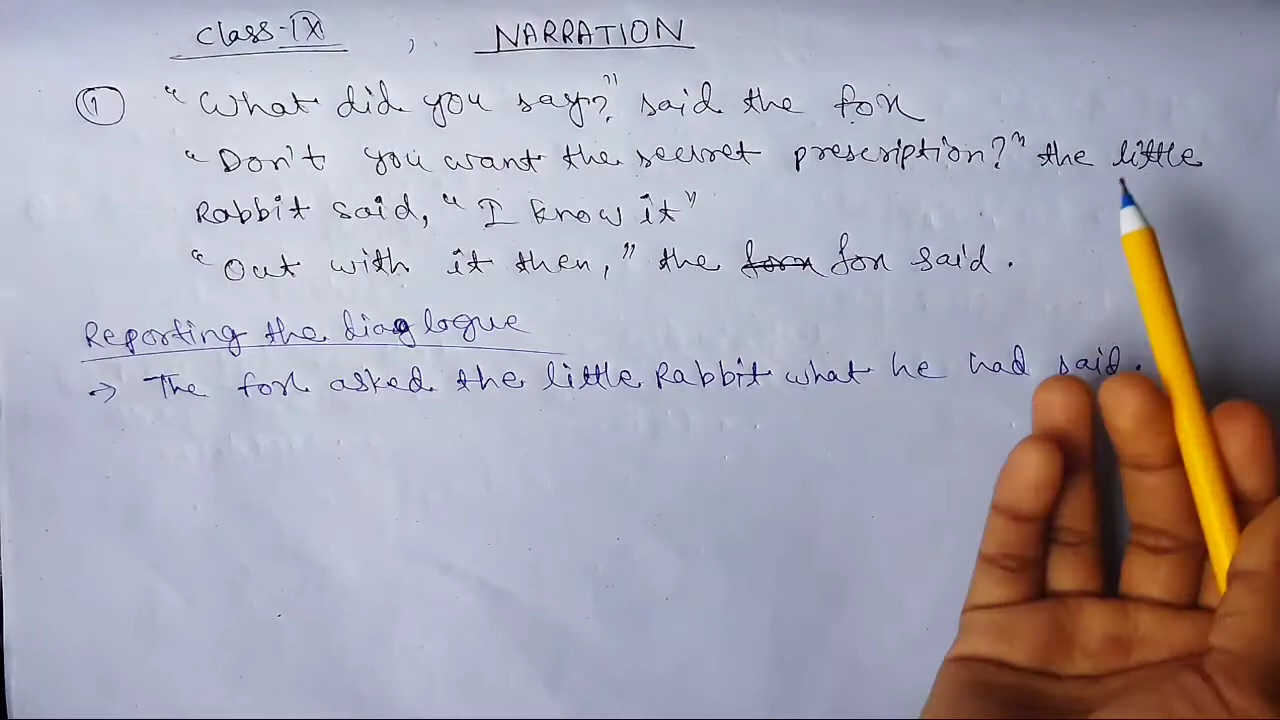 Class-IX , NARRATION
① "What did you say?" said the fox
"Don't you want the secret prescription?" the little
Rabbit said, "I know it"
"Out with it then," the fox said.
Reporting the dialogue
→ The fox asked the little Rabbit what he had said.